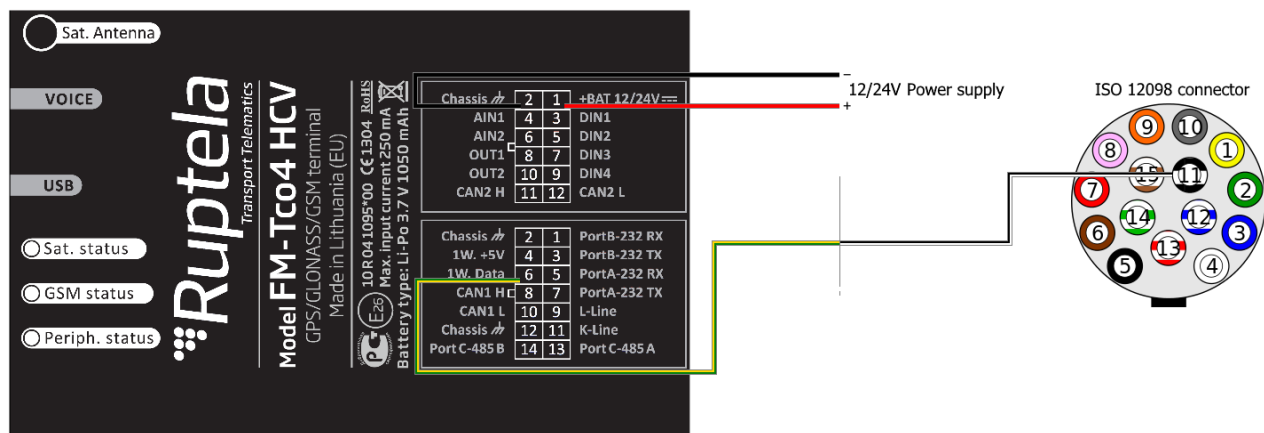 Sat. Antenna
VOICE
USB
Sat. status
GSM status
Periph. status
Ruptela
Transport Telematics
Model FM-Tco4 HCV
GPS/GLONASS/GSM terminal
Made in Lithuania (EU)
E26
10R041095*00 CE1304 RoHS
Max. input current 250 mA
Battery type: Li-Po 3.7 V 1050 mAh
Chassis 2 1 +BAT 12/24V
AIN1 4 3 DIN1
AIN2 6 5 DIN2
OUT1 8 7 DIN3
OUT2 10 9 DIN4
CAN2 H 11 12 CAN2 L
Chassis 2 1 PortB-232 RX
1W. +5V 4 3 PortB-232 TX
1W. Data 6 5 PortA-232 RX
CAN1 H 8 7 PortA-232 TX
CAN1 L 10 9 L-Line
Chassis 12 11 K-Line
Port C-485 B 14 13 Port C-485 A
−
12/24V Power supply
+
ISO 12098 connector
9 10
8 1
15 11
7 2
14 12
6 3
13
5 4